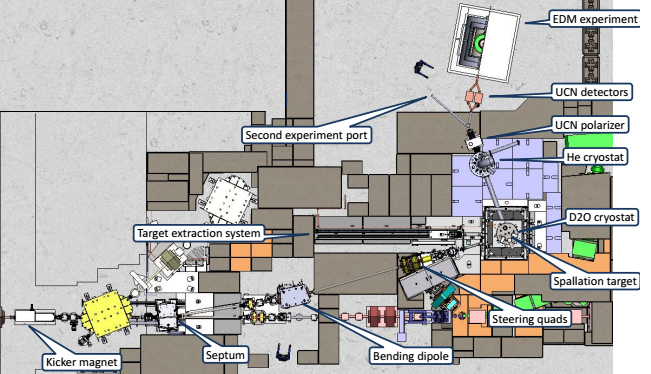 EDM experiment
UCN detectors
Second experiment port
UCN polarizer
He cryostat
D2O cryostat
Target extraction system
Spallation target
Steering quads
Septum
Bending dipole
Kicker magnet